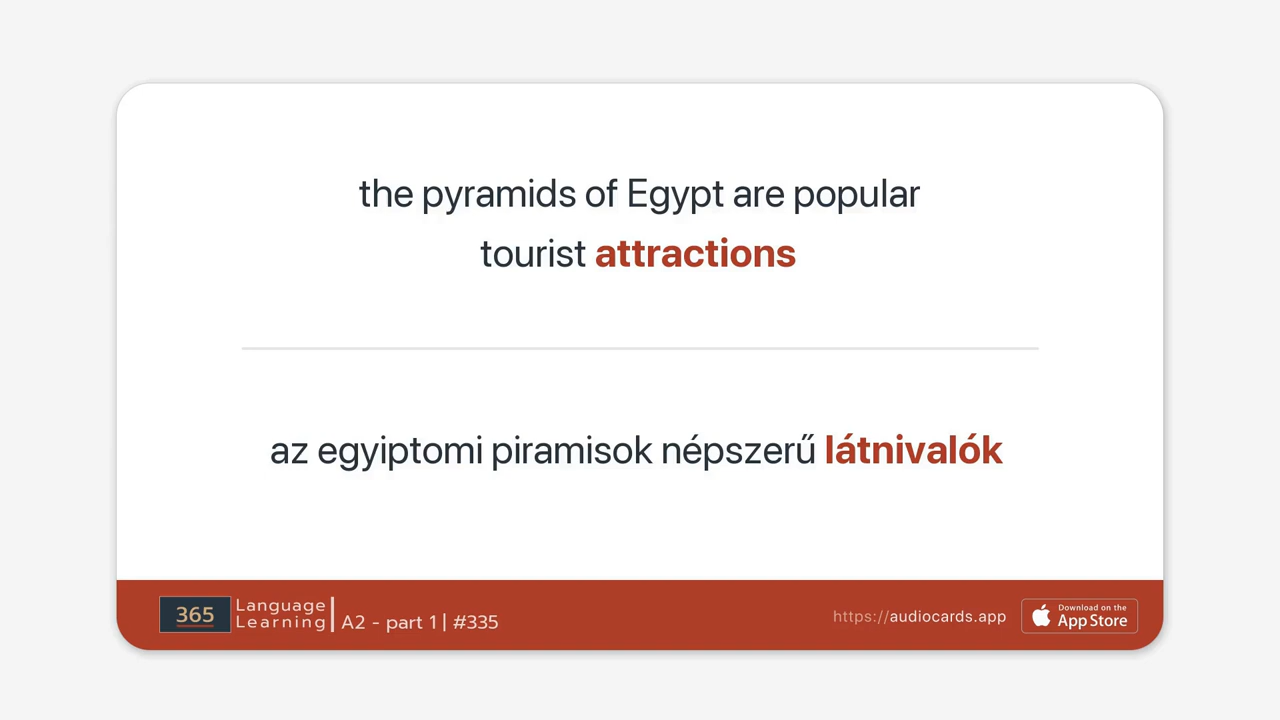 the pyramids of Egypt are popular
tourist attractions
az egyiptomi piramisok népszerű látnivalók
365
Language
Learning
A2 - part 1 | #335
https://audiocards.app
Download on the
App Store